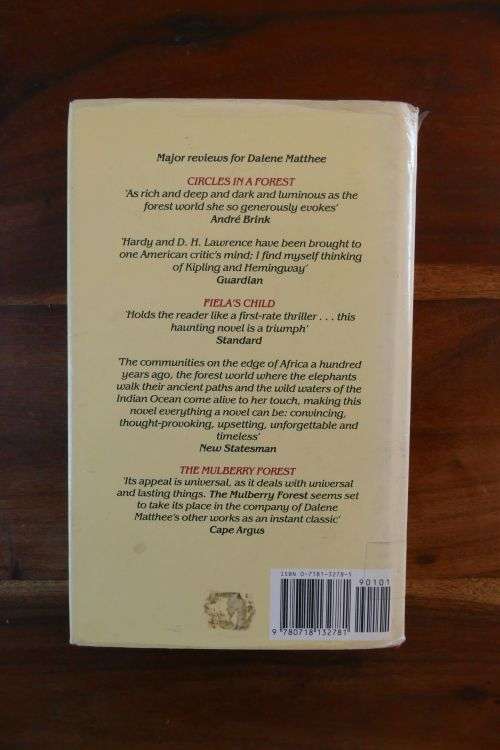 Major reviews for Dalene Matthee
CIRCLES IN A FOREST
'As rich and deep and dark and luminous as the
forest world she so generously evokes'
André Brink
'Hardy and D. H. Lawrence have been brought to
one American critic's mind; I find myself thinking
of Kipling and Hemingway'
Guardian
FIELA'S CHILD
'Holds the reader like a first-rate thriller . . . this
haunting novel is a triumph'
Standard
'The communities on the edge of Africa a hundred
years ago, the forest world where the elephants
walk their ancient paths and the wild waters of the
Indian Ocean come alive to her touch, making this
novel everything a novel can be: convincing,
thought-provoking, upsetting, unforgettable and
timeless'
New Statesman
THE MULBERRY FOREST
'Its appeal is universal, as it deals with universal
and lasting things. The Mulberry Forest seems set
to take its place in the company of Dalene
Matthee's other works as an instant classic'
Cape Argus
ISBN 0-7181-3278-5
90101
9 780718 132781